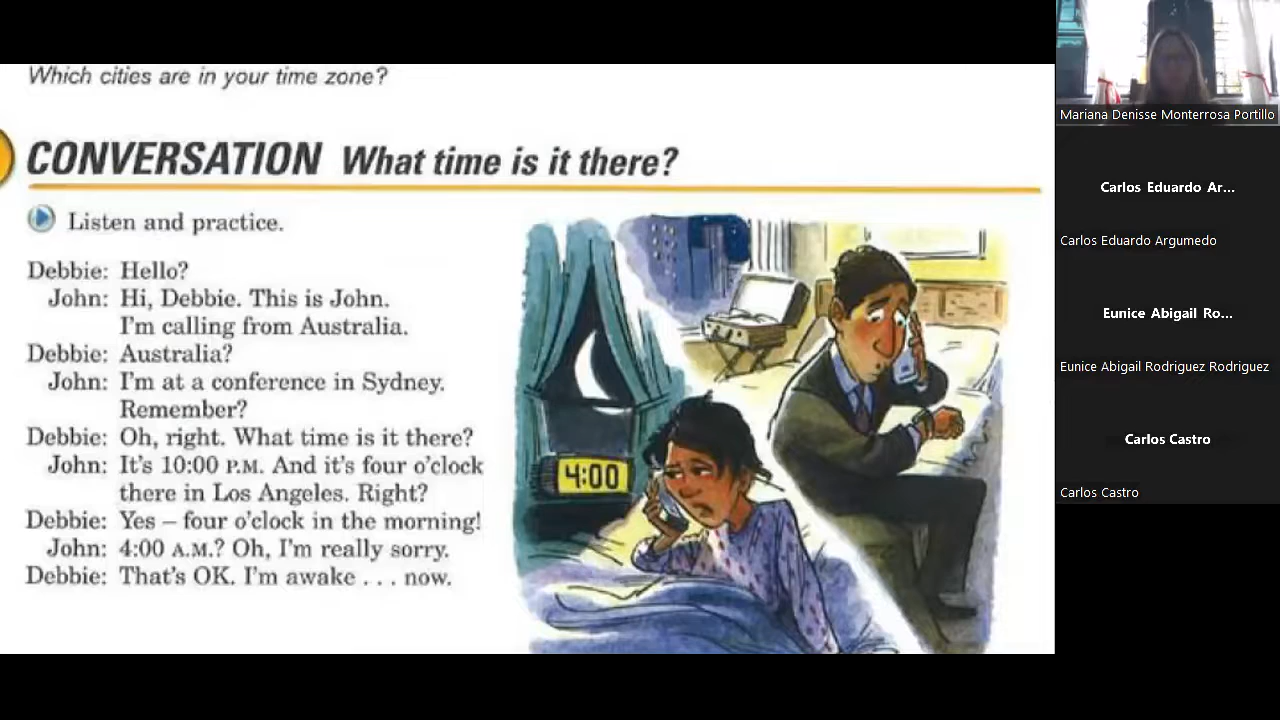 Which cities are in your time zone?
CONVERSATION What time is it there?
Listen and practice.
Debbie: Hello?
John: Hi, Debbie. This is John.
I'm calling from Australia.
Debbie: Australia?
John: I'm at a conference in Sydney.
Remember?
Debbie: Oh, right. What time is it there?
John: It's 10:00 P.M. And it's four o'clock
there in Los Angeles. Right?
Debbie: Yes – four o'clock in the morning!
John: 4:00 A.M.? Oh, I'm really sorry.
Debbie: That's OK. I'm awake . . . now.
4:00
Mariana Denisse Monterrosa Portillo
Carlos Eduardo Ar...
Carlos Eduardo Argumedo
Eunice Abigail Ro...
Eunice Abigail Rodriguez Rodriguez
Carlos Castro
Carlos Castro